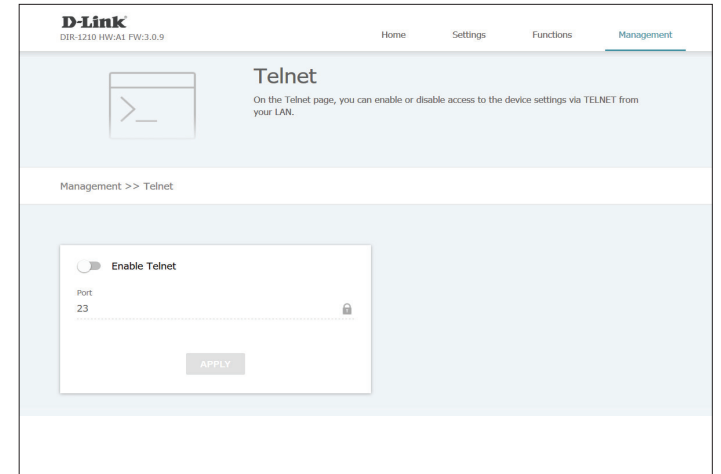 D-Link
DIR-1210 HW:A1 FW:3.0.9
Home Settings Functions Management
Telnet
On the Telnet page, you can enable or disable access to the device settings via TELNET from
your LAN.
Management >> Telnet
Enable Telnet
Port
23
APPLY